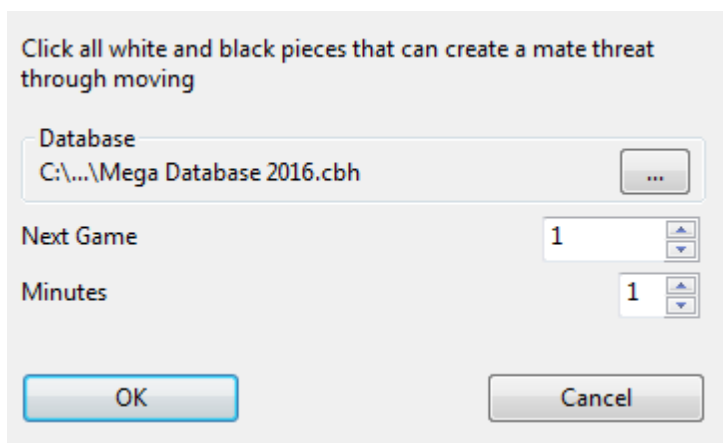 Click all white and black pieces that can create a mate threat
through moving
Database
C:\...\Mega Database 2016.cbh
...
Next Game
1
Minutes
1
OK
Cancel